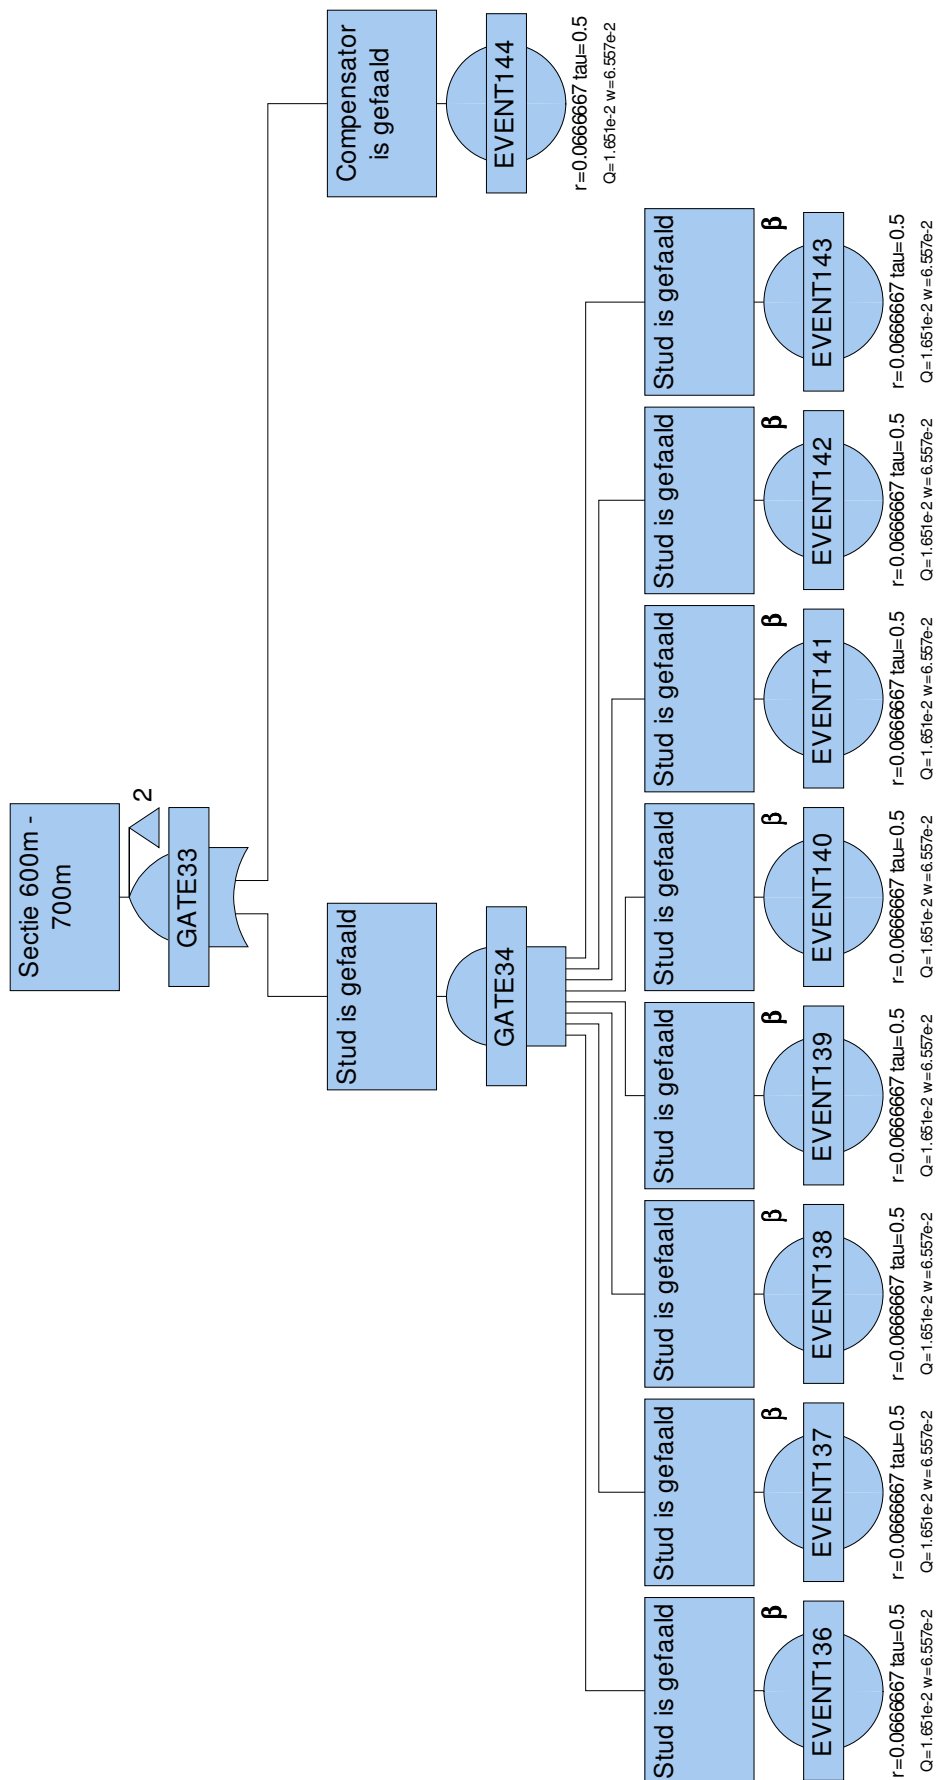 Sectie 600m -
700m
2
GATE33
Stud is gefaald
GATE34
Compensator
is gefaald
EVENT144
r=0.0666667 tau=0.5
Q=1.651e-2 w=6.557e-2
Stud is gefaald
β
EVENT136
r=0.0666667 tau=0.5
Q=1.651e-2 w=6.557e-2
Stud is gefaald
β
EVENT137
r=0.0666667 tau=0.5
Q=1.651e-2 w=6.557e-2
Stud is gefaald
β
EVENT138
r=0.0666667 tau=0.5
Q=1.651e-2 w=6.557e-2
Stud is gefaald
β
EVENT139
r=0.0666667 tau=0.5
Q=1.651e-2 w=6.557e-2
Stud is gefaald
β
EVENT140
r=0.0666667 tau=0.5
Q=1.651e-2 w=6.557e-2
Stud is gefaald
β
EVENT141
r=0.0666667 tau=0.5
Q=1.651e-2 w=6.557e-2
Stud is gefaald
β
EVENT142
r=0.0666667 tau=0.5
Q=1.651e-2 w=6.557e-2
Stud is gefaald
β
EVENT143
r=0.0666667 tau=0.5
Q=1.651e-2 w=6.557e-2